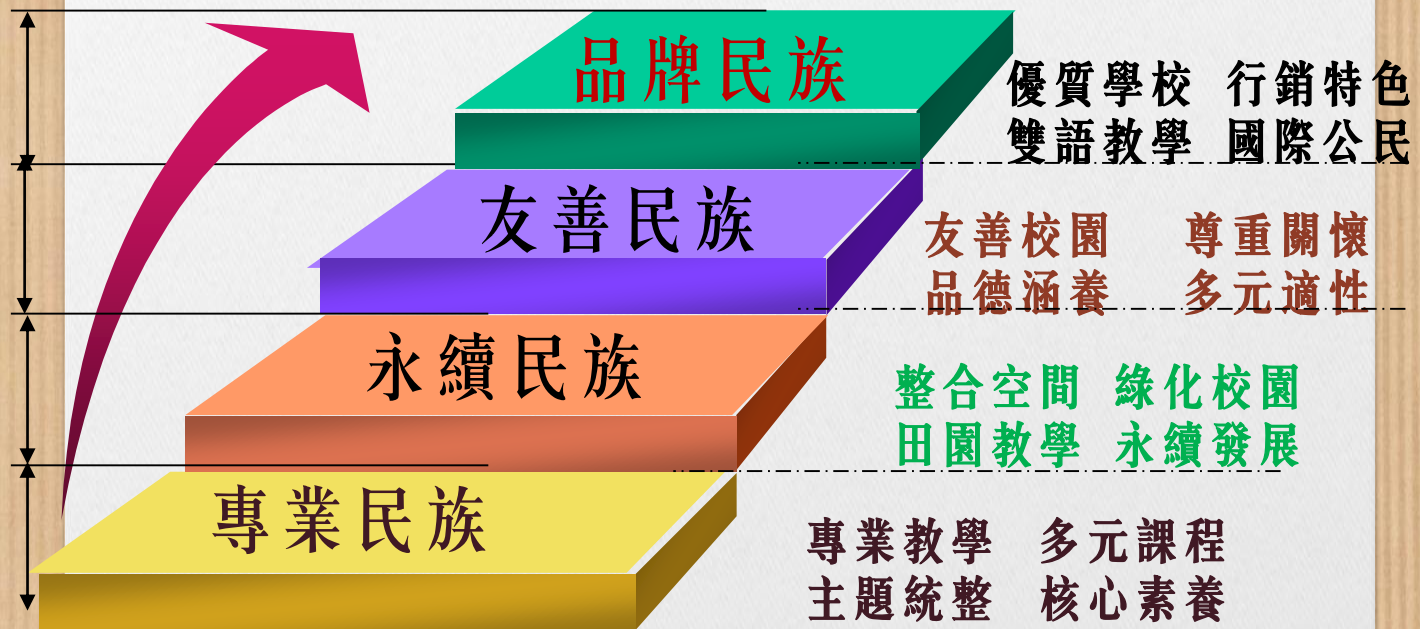 品牌民族
優質學校 行銷特色
雙語教學 國際公民
友善民族
友善校園 尊重關懷
品德涵養 多元適性
永續民族
整合空間 綠化校園
田園教學 永續發展
專業民族
專業教學 多元課程
主題統整 核心素養